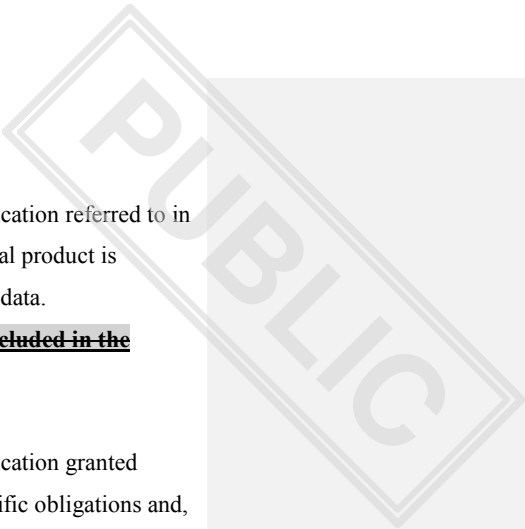 cation referred to in
al product is
data.
cluded in the
cation granted
ific obligations and,
PUBLIC